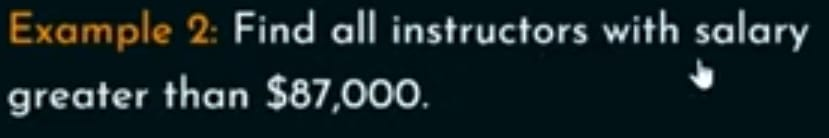 Example 2: Find all instructors with salary
greater than $87,000.